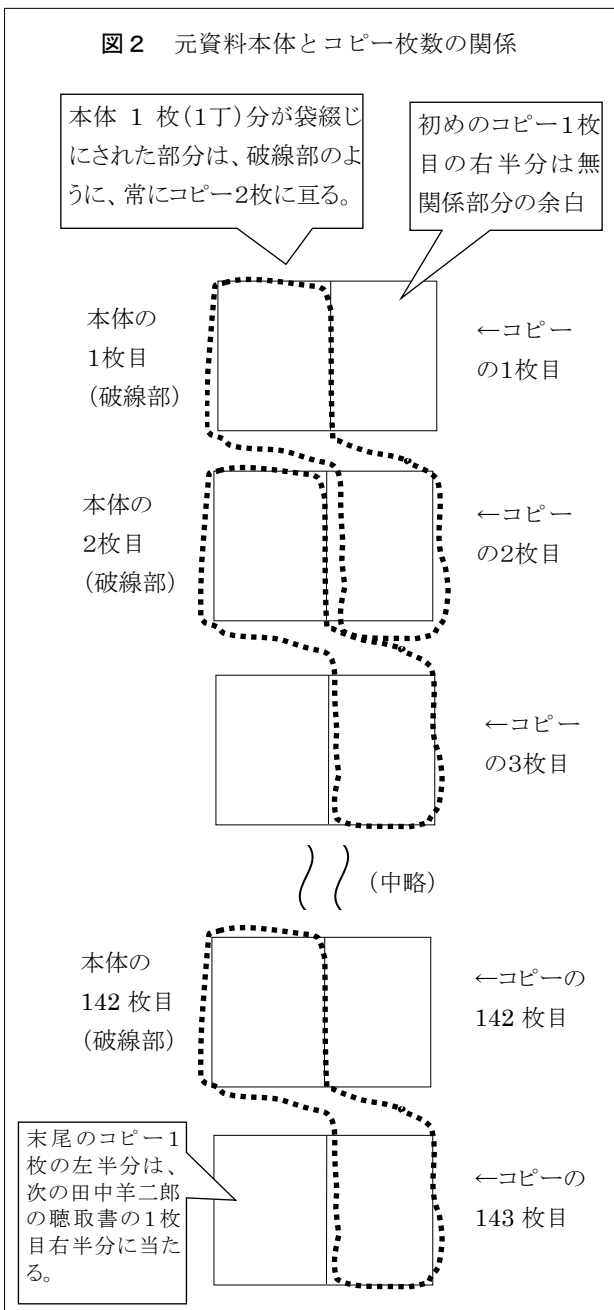 図2　元資料本体とコピー枚数の関係
本体 1 枚(1丁)分が袋綴じ
にされた部分は、破線部のよ
うに、常にコピー2枚に亘る。
初めのコピー1枚
目の右半分は無
関係部分の余白
本体の
1枚目
(破線部)
←コピー
の1枚目
本体の
2枚目
(破線部)
←コピー
の2枚目
←コピー
の3枚目
(中略)
本体の
142 枚目
(破線部)
←コピーの
142 枚目
末尾のコピー1
枚の左半分は、
次の田中羊二郎
の聴取書の1枚
目右半分に当た
る。
←コピーの
143 枚目